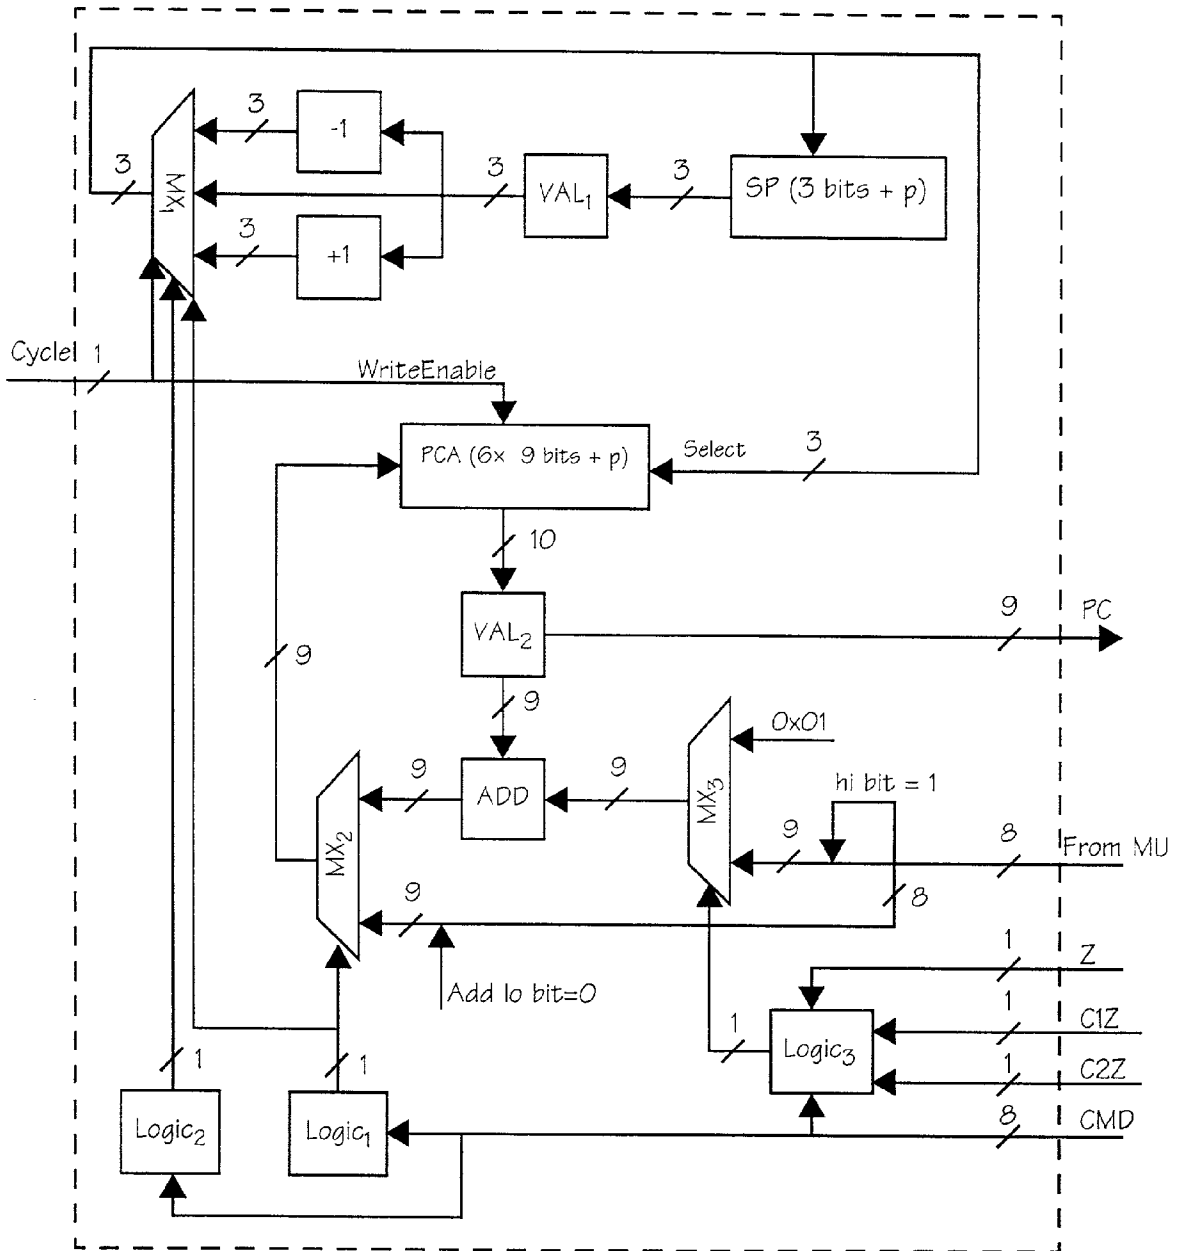 3
-1
3
MX1
3
VAL1
3
SP (3 bits + p)
3
+1
Cycle
1
WriteEnable
PCA (6x 9 bits + p)
Select
3
10
VAL2
9
PC
9
9
0x01
MX3
hi bit = 1
9
ADD
9
MX2
9
8
From MU
9
8
Add lo bit=0
1
Z
1
C1Z
Logic3
1
1
C2Z
1
1
8
CMD
Logic2
Logic1